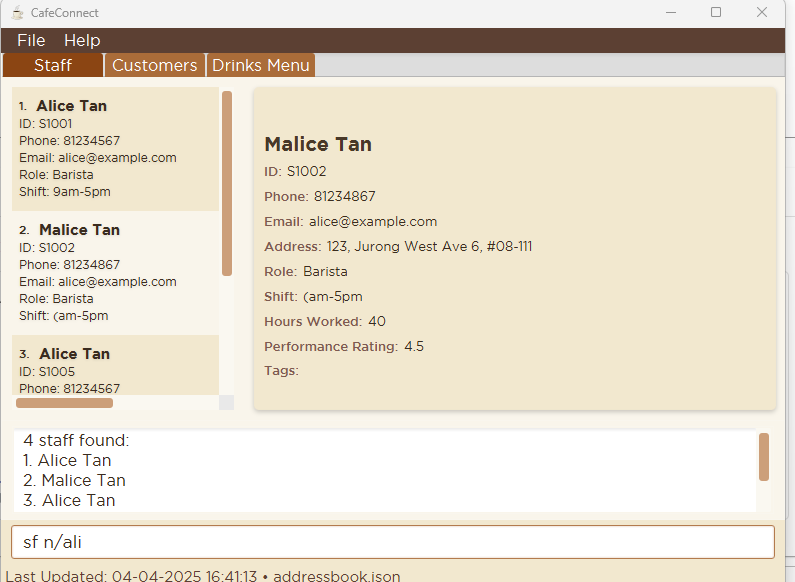 CafeConnect
File Help
Staff Customers Drinks Menu
1. Alice Tan
ID: S1001
Phone: 81234567
Email: alice@example.com
Role: Barista
Shift: 9am-5pm
2. Malice Tan
ID: S1002
Phone: 81234867
Email: alice@example.com
Role: Barista
Shift: (am-5pm
3. Alice Tan
ID: S1005
Phone: 81234567
Malice Tan
ID: S1002
Phone: 81234867
Email: alice@example.com
Address: 123, Jurong West Ave 6, #08-111
Role: Barista
Shift: (am-5pm
Hours Worked: 40
Performance Rating: 4.5
Tags:
4 staff found:
1. Alice Tan
2. Malice Tan
3. Alice Tan
sf n/ali
Last Updated: 04-04-2025 16:41:13 • addressbook.json